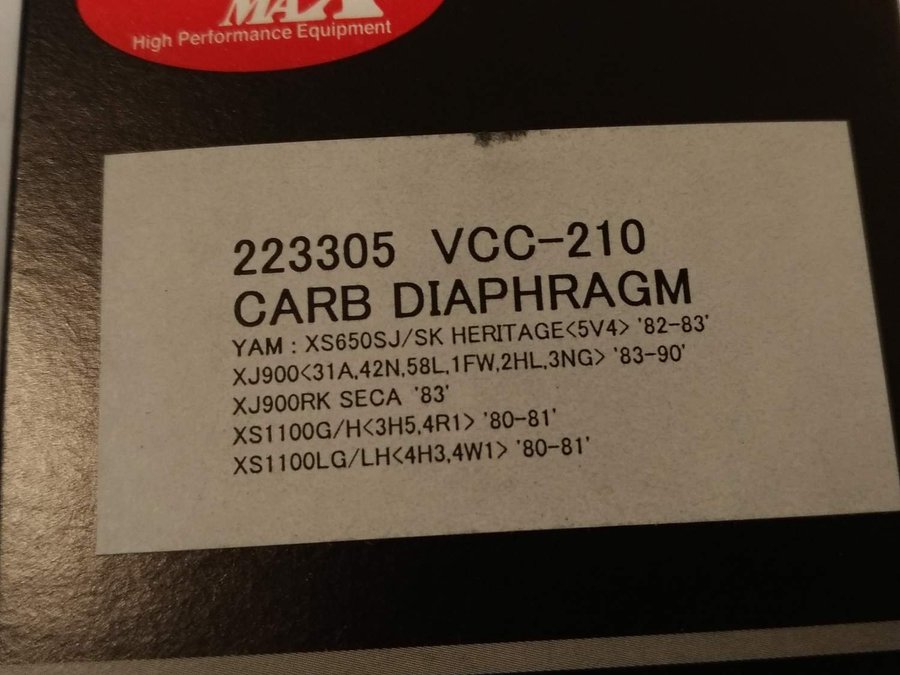 MAX
High Performance Equipment
223305 VCC-210
CARB DIAPHRAGM
YAM : XS650SJ/SK HERITAGE<5V4> '82-83'
XJ900<31A,42N,58L,1FW,2HL,3NG> '83-90'
XJ900RK SECA '83'
XS1100G/H<3H5,4R1> '80-81'
XS1100LG/LH<4H3,4W1> '80-81'